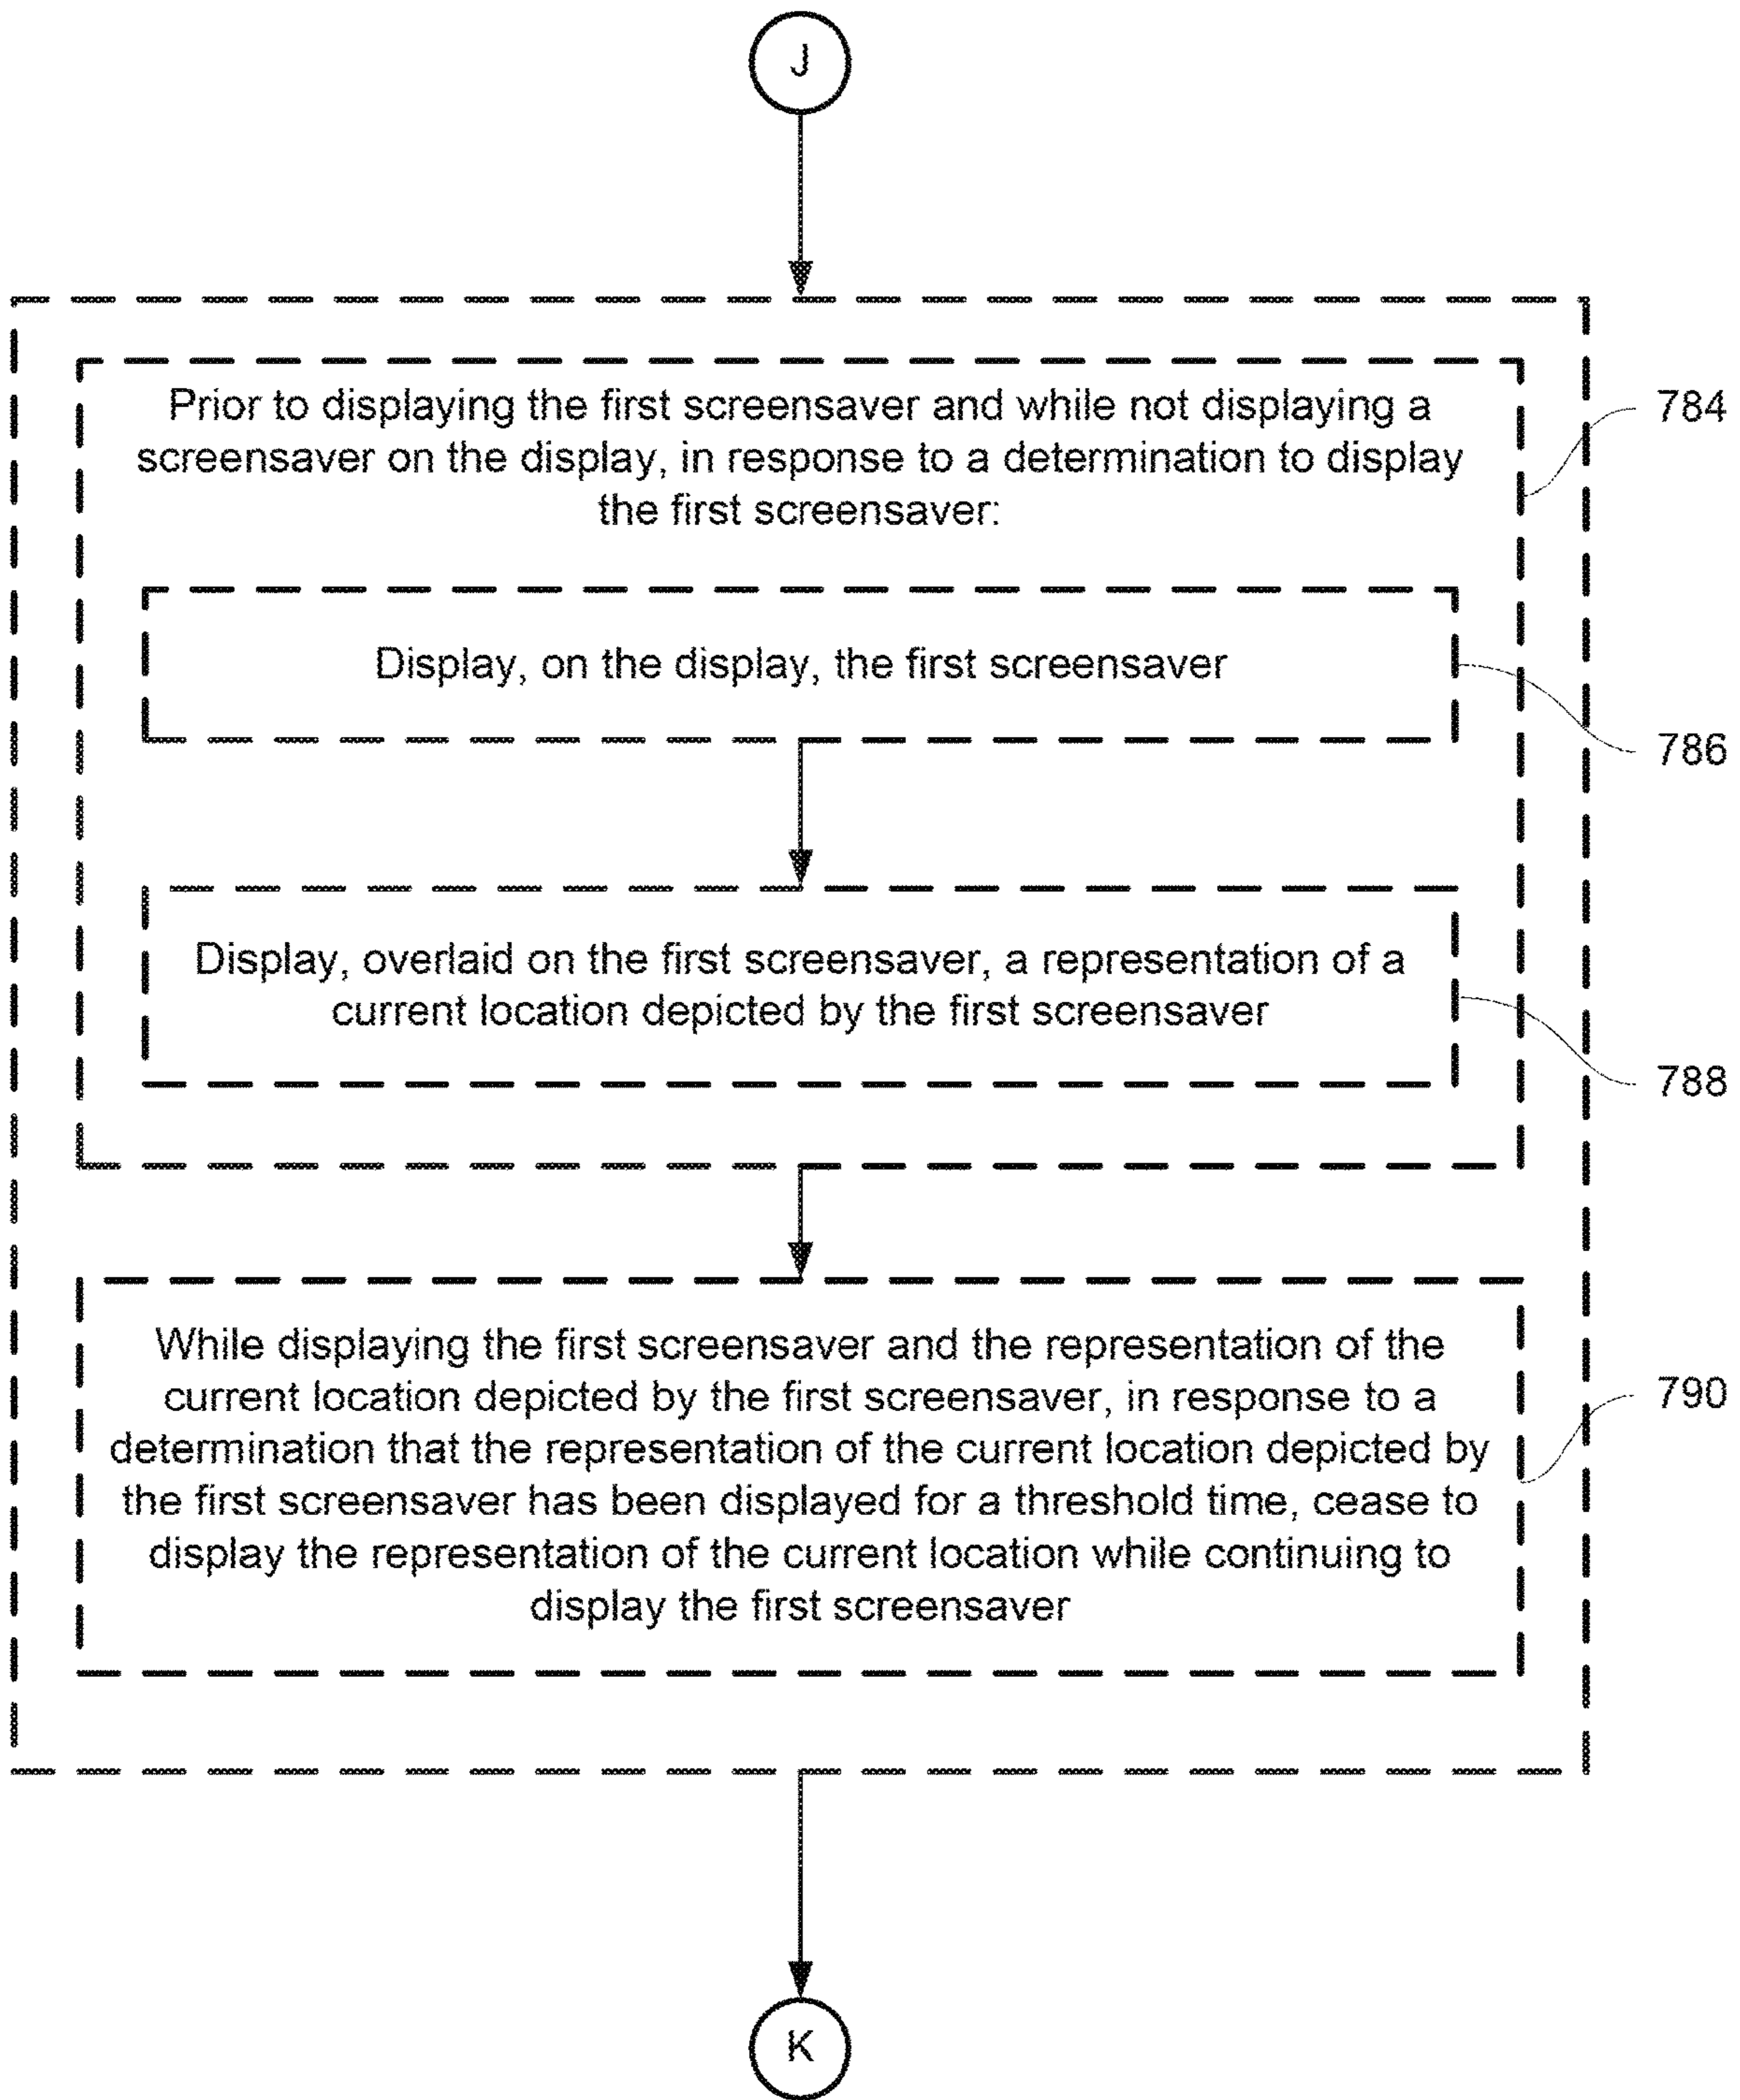 J
Prior to displaying the first screensaver and while not displaying a
screensaver on the display, in response to a determination to display
the first screensaver:
784
Display, on the display, the first screensaver
786
Display, overlaid on the first screensaver, a representation of a
current location depicted by the first screensaver
788
While displaying the first screensaver and the representation of the
current location depicted by the first screensaver, in response to a
determination that the representation of the current location depicted by
the first screensaver has been displayed for a threshold time, cease to
display the representation of the current location while continuing to
display the first screensaver
790
K